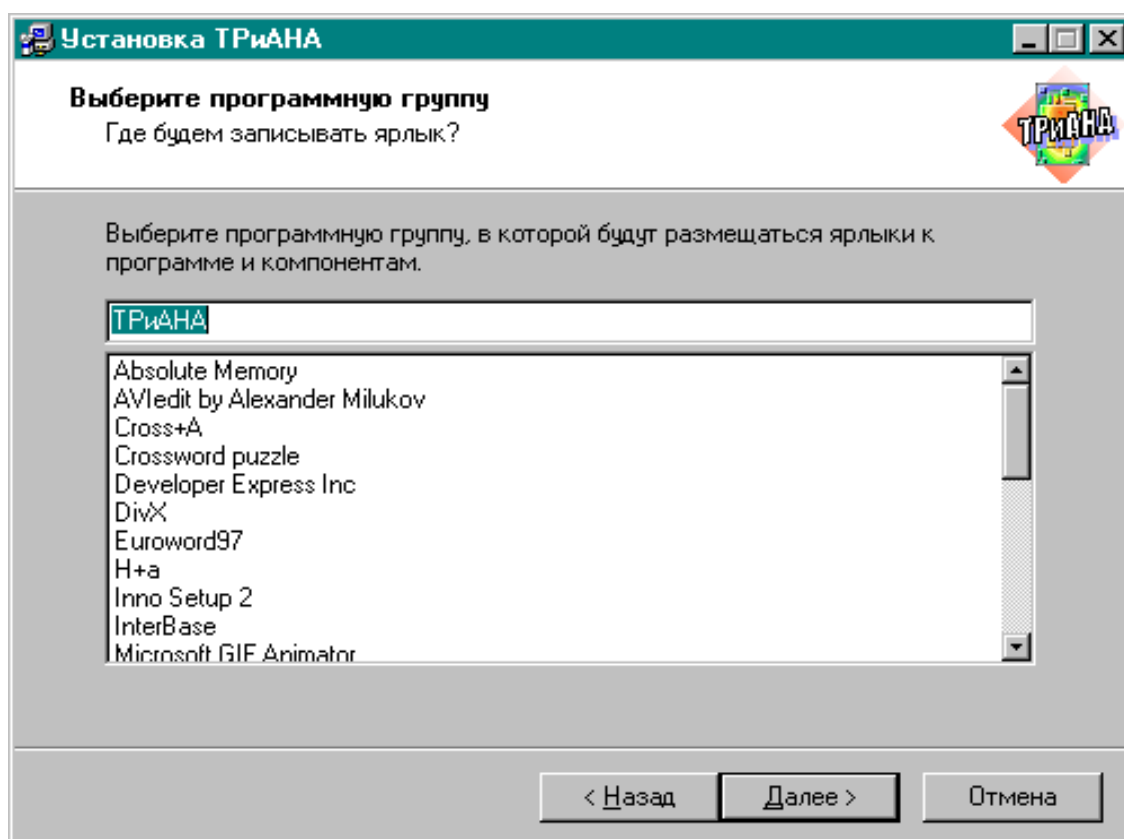 Установка ТРиАНА
Выберите программную группу
Где будем записывать ярлык?
ТРиАНА
Выберите программную группу, в которой будут размещаться ярлыки к
программе и компонентам.
ТРиАНА
Absolute Memory
AVIedit by Alexander Milukov
Cross+A
Crossword puzzle
Developer Express Inc
DivX
Euroword97
H+a
Inno Setup 2
InterBase
Microsoft GIF Animator
< Назад
Далее >
Отмена